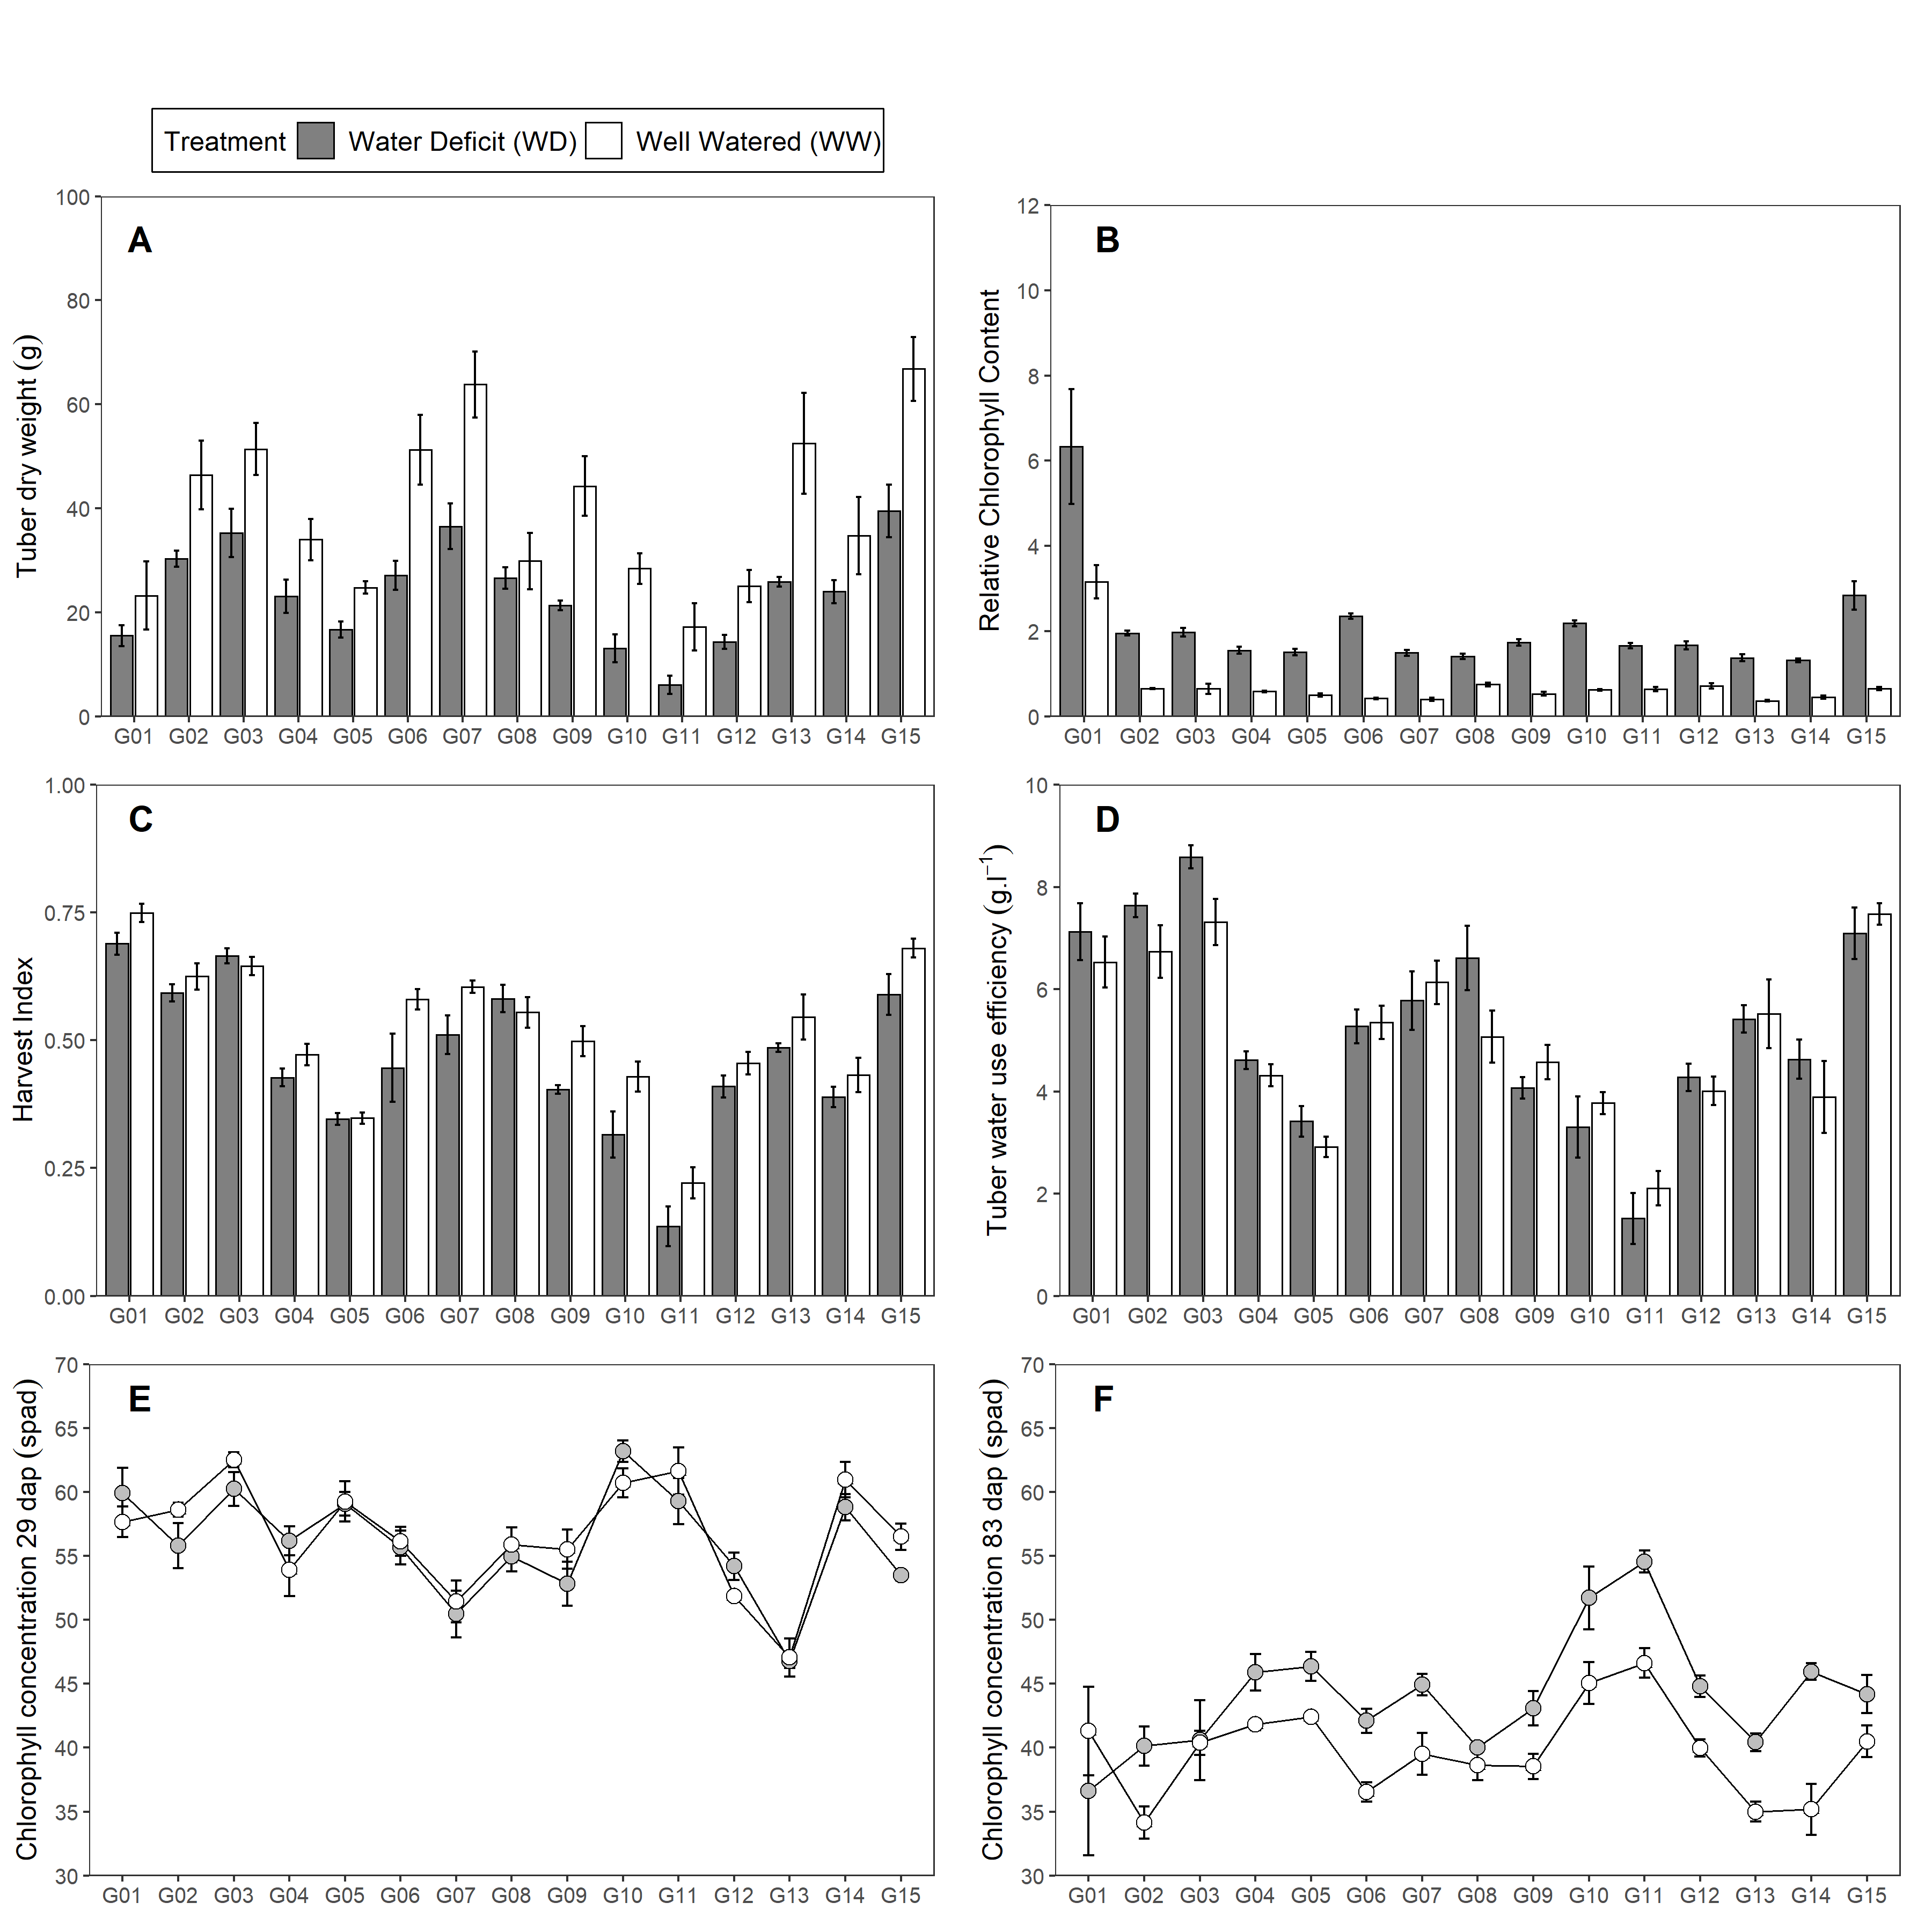 Treatment Water Deficit (WD) Well Watered (WW)
A
Tuber dry weight (g)
100
80
60
40
20
0
G01 G02 G03 G04 G05 G06 G07 G08 G09 G10 G11 G12 G13 G14 G15
B
Relative Chlorophyll Content
12
10
8
6
4
2
0
G01 G02 G03 G04 G05 G06 G07 G08 G09 G10 G11 G12 G13 G14 G15
C
Harvest Index
1.00
0.75
0.50
0.25
0.00
G01 G02 G03 G04 G05 G06 G07 G08 G09 G10 G11 G12 G13 G14 G15
D
Tuber water use efficiency (g.l⁻¹)
10
8
6
4
2
0
G01 G02 G03 G04 G05 G06 G07 G08 G09 G10 G11 G12 G13 G14 G15
E
Chlorophyll concentration 29 dap (spad)
70
65
60
55
50
45
40
35
30
G01 G02 G03 G04 G05 G06 G07 G08 G09 G10 G11 G12 G13 G14 G15
F
Chlorophyll concentration 83 dap (spad)
70
65
60
55
50
45
40
35
30
G01 G02 G03 G04 G05 G06 G07 G08 G09 G10 G11 G12 G13 G14 G15